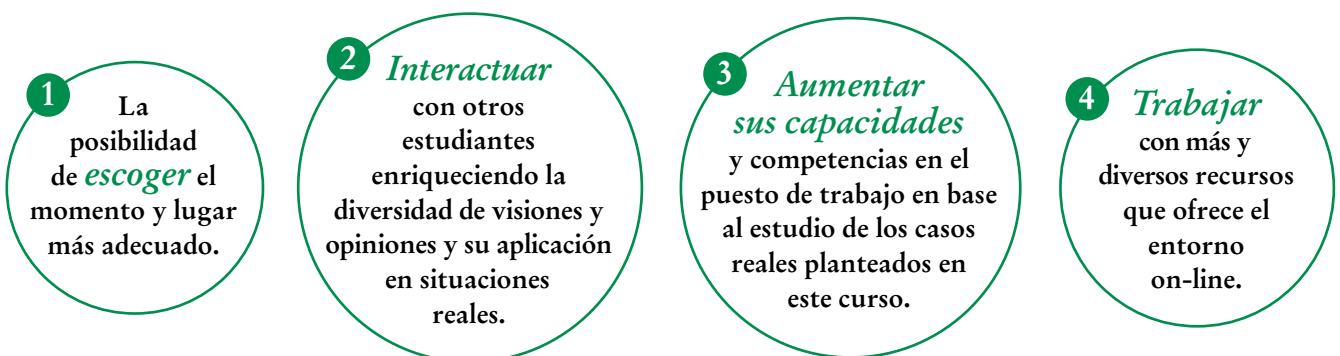 1
La
posibilidad
de escoger el
momento y lugar
más adecuado.
2
Interactuar
con otros
estudiantes
enriqueciendo la
diversidad de visiones y
opiniones y su aplicación
en situaciones
reales.
3
Aumentar
sus capacidades
y competencias en el
puesto de trabajo en base
al estudio de los casos
reales planteados en
este curso.
4
Trabajar
con más y
diversos recursos
que ofrece el
entorno
on-line.